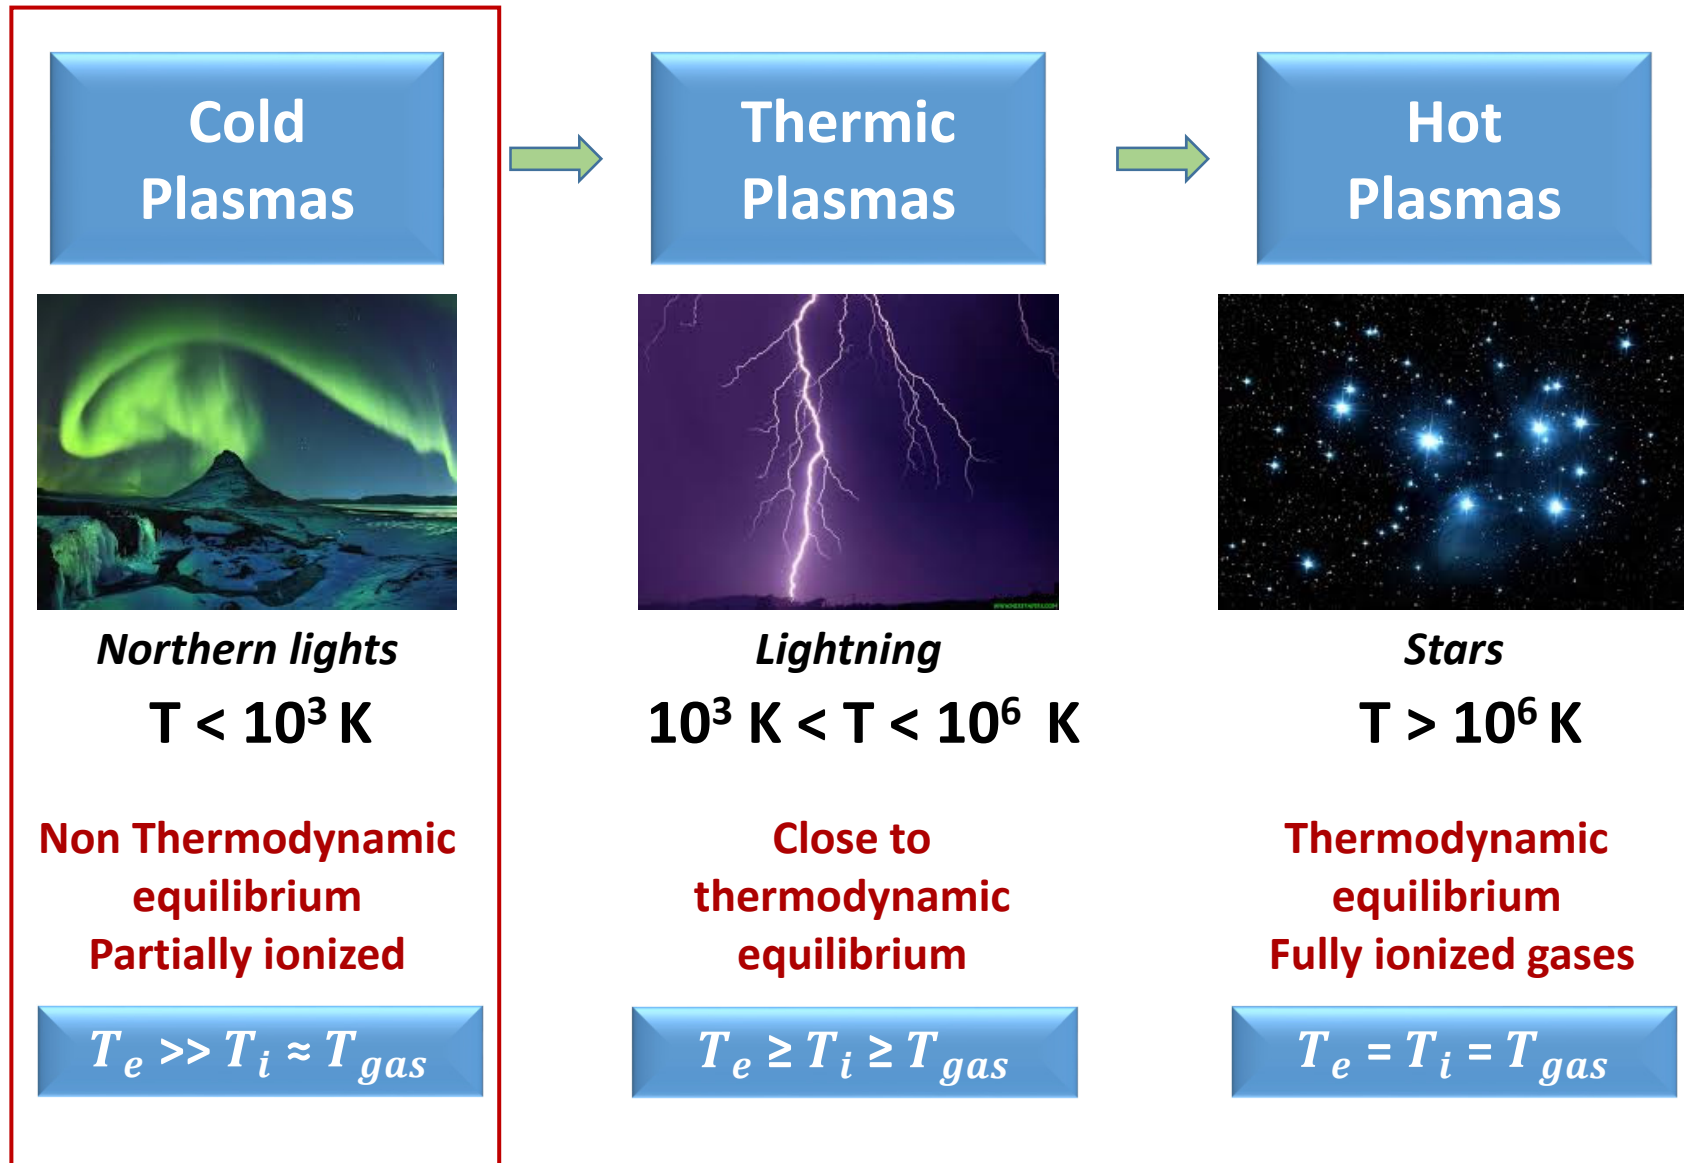 Cold
Plasmas
Thermic
Plasmas
Hot
Plasmas
Northern lights
Lightning
Stars
T < 10³ K
10³ K < T < 10⁶ K
T > 10⁶ K
Non Thermodynamic
equilibrium
Partially ionized
Close to
thermodynamic
equilibrium
Thermodynamic
equilibrium
Fully ionized gases
Tₑ >> Tᵢ ≈ T_gas
Tₑ ≥ Tᵢ ≥ T_gas
Tₑ = Tᵢ = T_gas